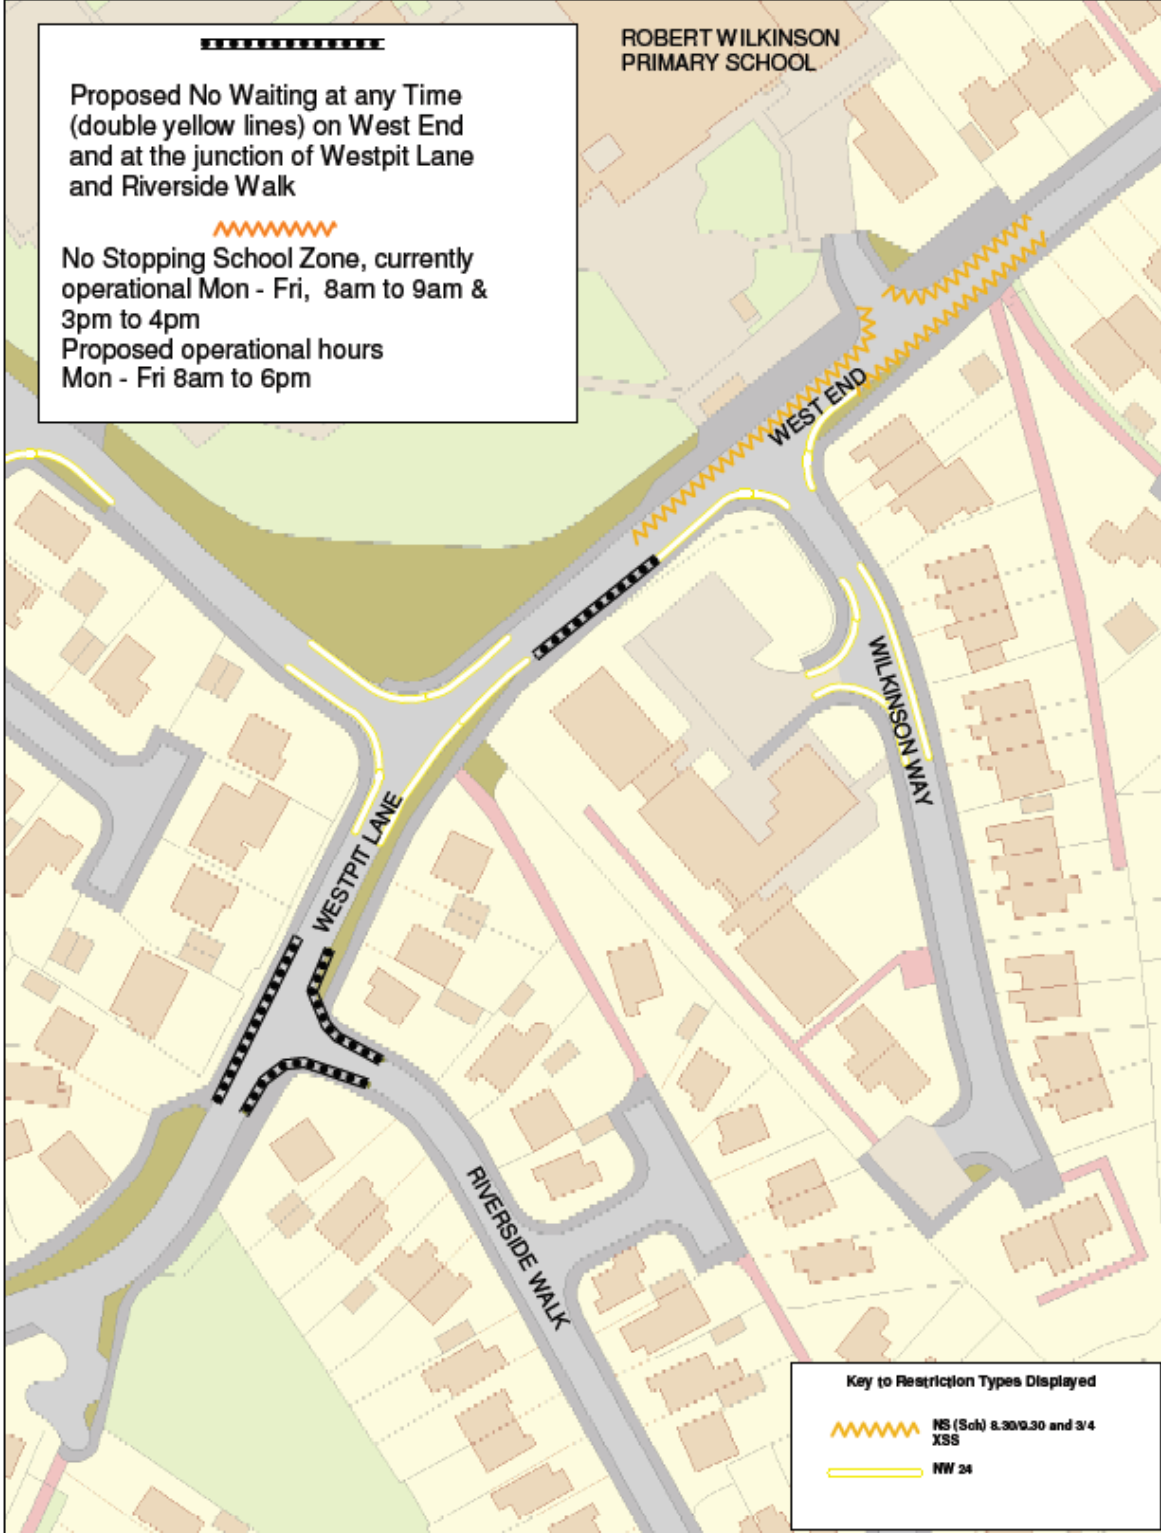 ROBERT WILKINSON
PRIMARY SCHOOL
Proposed No Waiting at any Time
(double yellow lines) on West End
and at the junction of Westpit Lane
and Riverside Walk
No Stopping School Zone, currently
operational Mon - Fri, 8am to 9am &
3pm to 4pm
Proposed operational hours
Mon - Fri 8am to 6pm
WEST END
WILKINSON WAY
WESTPIT LANE
RIVERSIDE WALK
Key to Restriction Types Displayed
NS (Sch) 8.30/9.30 and 3/4
XSS
NW 24